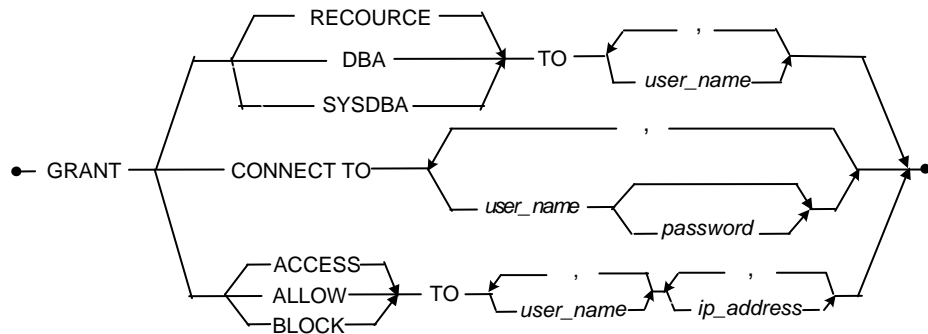 RECOURCE
,
DBA
TO
user_name
SYSDBA
,
GRANT
CONNECT TO
user_name
password
ACCESS
,
,
ALLOW
TO
user_name
ip_address
BLOCK